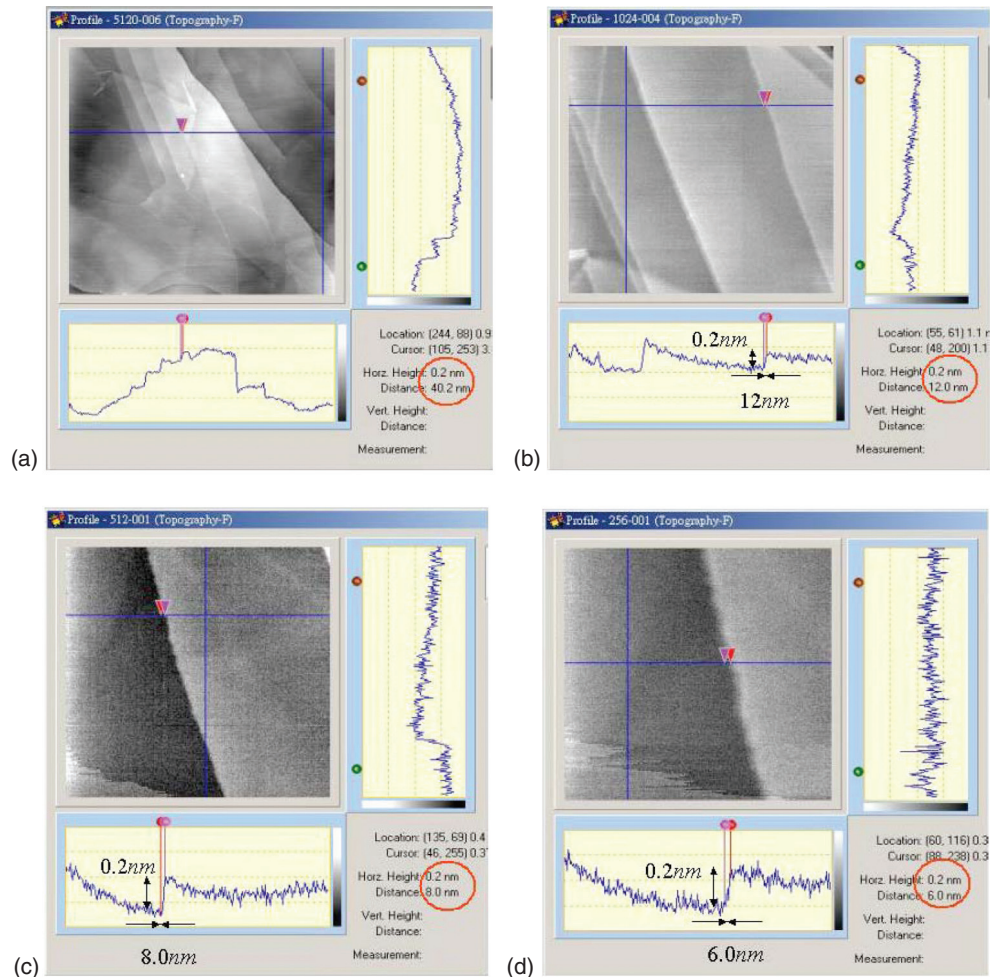 Profile - 5120-006 (Topography-F)
Location: (244, 88) 0.9
Cursor: (105, 253) 3.
Horz. Height: 0.2 nm
Distance: 40.2 nm
Vert. Height:
Distance:
Measurement:
(a)
Profile - 1024-004 (Topography-F)
0.2nm
12nm
Location: (55, 61) 1.1 r
Cursor: (48, 200) 1.1
Horz. Height: 0.2 nm
Distance: 12.0 nm
Vert. Height:
Distance:
Measurement:
(b)
Profile - 512-001 (Topography-F)
0.2nm
8.0nm
Location: (135, 69) 0.4
Cursor: (46, 255) 0.3
Horz. Height: 0.2 nm
Distance: 8.0 nm
Vert. Height:
Distance:
Measurement:
(c)
Profile - 256-001 (Topography-F)
0.2nm
6.0nm
Location: (60, 116) 0.3
Cursor: (88, 238) 0.3
Horz. Height: 0.2 nm
Distance: 6.0 nm
Vert. Height:
Distance:
Measurement:
(d)